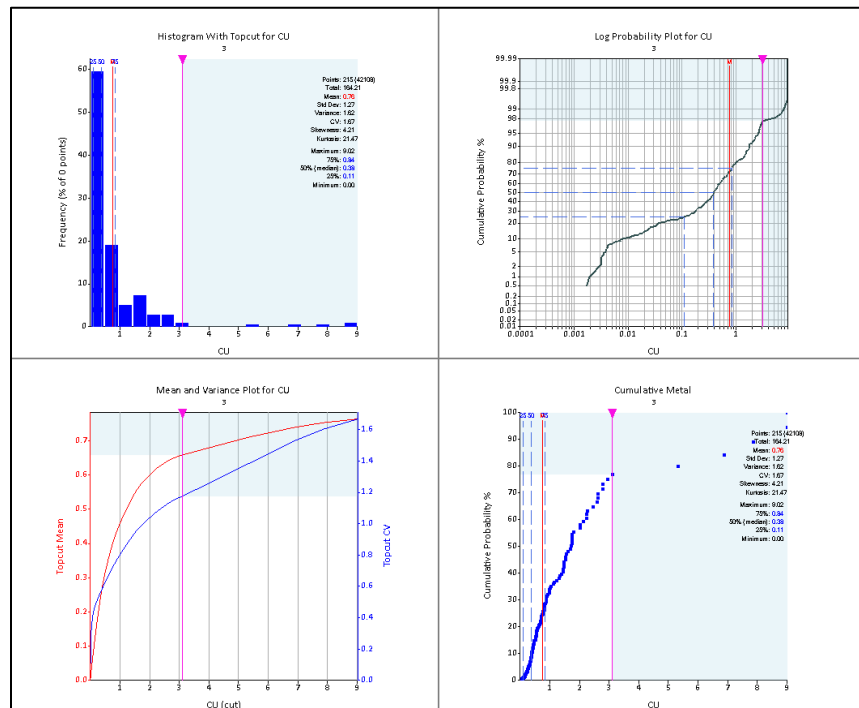 Histogram With Topcut for CU
3
Points: 215 (42108)
Total: 164.21
Mean: 0.76
Std Dev: 1.27
Variance: 1.62
CV: 1.67
Skewness: 4.21
Kurtosis: 21.47
Maximum: 9.02
75%: 0.84
50% (median): 0.38
25%: 0.11
Minimum: 0.00
Frequency (% of 0 points)
60
50
40
30
20
10
0
1 2 3 4 5 6 7 8 9
CU
Log Probability Plot for CU
3
M
Cumulative Probability %
99.99
99.9
99.8
99
98
90
80
70
60
50
40
30
20
10
5
2
1
0.5
0.2
0.1
0.05
0.02
0.01
0.0001 0.001 0.01 0.1 1
CU
Mean and Variance Plot for CU
3
Topcut Mean
0.7
0.6
0.5
0.4
0.3
0.2
0.1
0.0
Topcut CV
1.6
1.4
1.2
1.0
0.8
0.6
0.4
0.2
0.0
1 2 3 4 5 6 7 8 9
CU (cut)
Cumulative Metal
3
Points: 215 (42108)
Total: 164.21
Mean: 0.76
Std Dev: 1.27
Variance: 1.62
CV: 1.67
Skewness: 4.21
Kurtosis: 21.47
Maximum: 9.02
75%: 0.84
50% (median): 0.38
25%: 0.11
Minimum: 0.00
Cumulative Probability %
100
90
80
70
60
50
40
30
20
10
0
1 2 3 4 5 6 7 8 9
CU